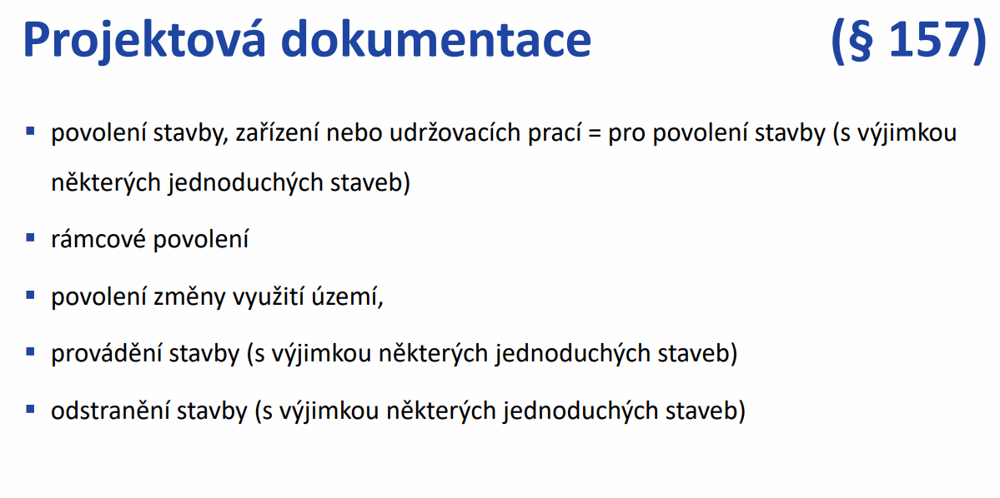 Projektová dokumentace (§ 157)
▪ povolení stavby, zařízení nebo udržovacích prací = pro povolení stavby (s výjimkou
některých jednoduchých staveb)
▪ rámcové povolení
▪ povolení změny využití území,
▪ provádění stavby (s výjimkou některých jednoduchých staveb)
▪ odstranění stavby (s výjimkou některých jednoduchých staveb)